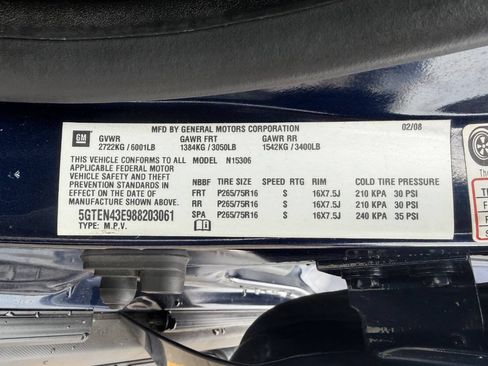 MFD BY GENERAL MOTORS CORPORATION 02/08
GM GVWR GAWR FRT GAWR RR
2722KG / 6001LB 1384KG / 3050LB 1542KG / 3400LB
THIS VEHICLE CONFORMS TO ALL MODEL N15306
APPLICABLE FEDERAL MOTOR
VEHICLE SAFETY AND THEFT NBBF TIRE SIZE SPEED RTG RIM COLD TIRE PRESSURE
PREVENTION STANDARDS IN FRT P265/75R16 S 16X7.5J 210 KPA 30 PSI
EFFECT ON THE DATE OF
MANUFACTURE SHOWN ABOVE. RR P265/75R16 S 16X7.5J 210 KPA 30 PSI
5GTEN43E988203061 SPA P265/75R16 S 16X7.5J 240 KPA 35 PSI
TYPE: M.P.V.